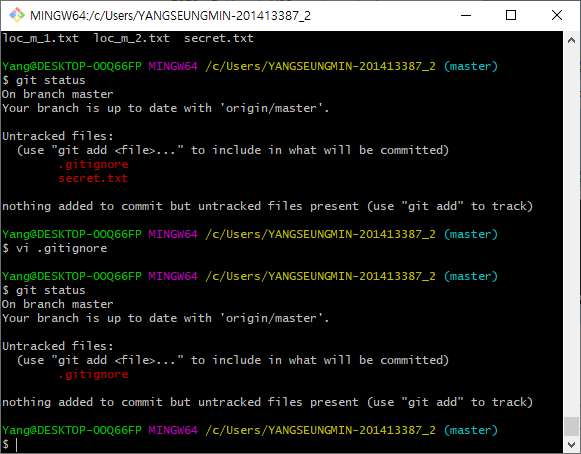 MINGW64:/c/Users/YANGSEUNGMIN-201413387_2
loc_m_1.txt  loc_m_2.txt  secret.txt
Yang@DESKTOP-OOQ66FP MINGW64 /c/Users/YANGSEUNGMIN-201413387_2 (master)
$ git status
On branch master
Your branch is up to date with 'origin/master'.
Untracked files:
  (use "git add <file>..." to include in what will be committed)
        .gitignore
        secret.txt
nothing added to commit but untracked files present (use "git add" to track)
Yang@DESKTOP-OOQ66FP MINGW64 /c/Users/YANGSEUNGMIN-201413387_2 (master)
$ vi .gitignore
Yang@DESKTOP-OOQ66FP MINGW64 /c/Users/YANGSEUNGMIN-201413387_2 (master)
$ git status
On branch master
Your branch is up to date with 'origin/master'.
Untracked files:
  (use "git add <file>..." to include in what will be committed)
        .gitignore
nothing added to commit but untracked files present (use "git add" to track)
Yang@DESKTOP-OOQ66FP MINGW64 /c/Users/YANGSEUNGMIN-201413387_2 (master)
$